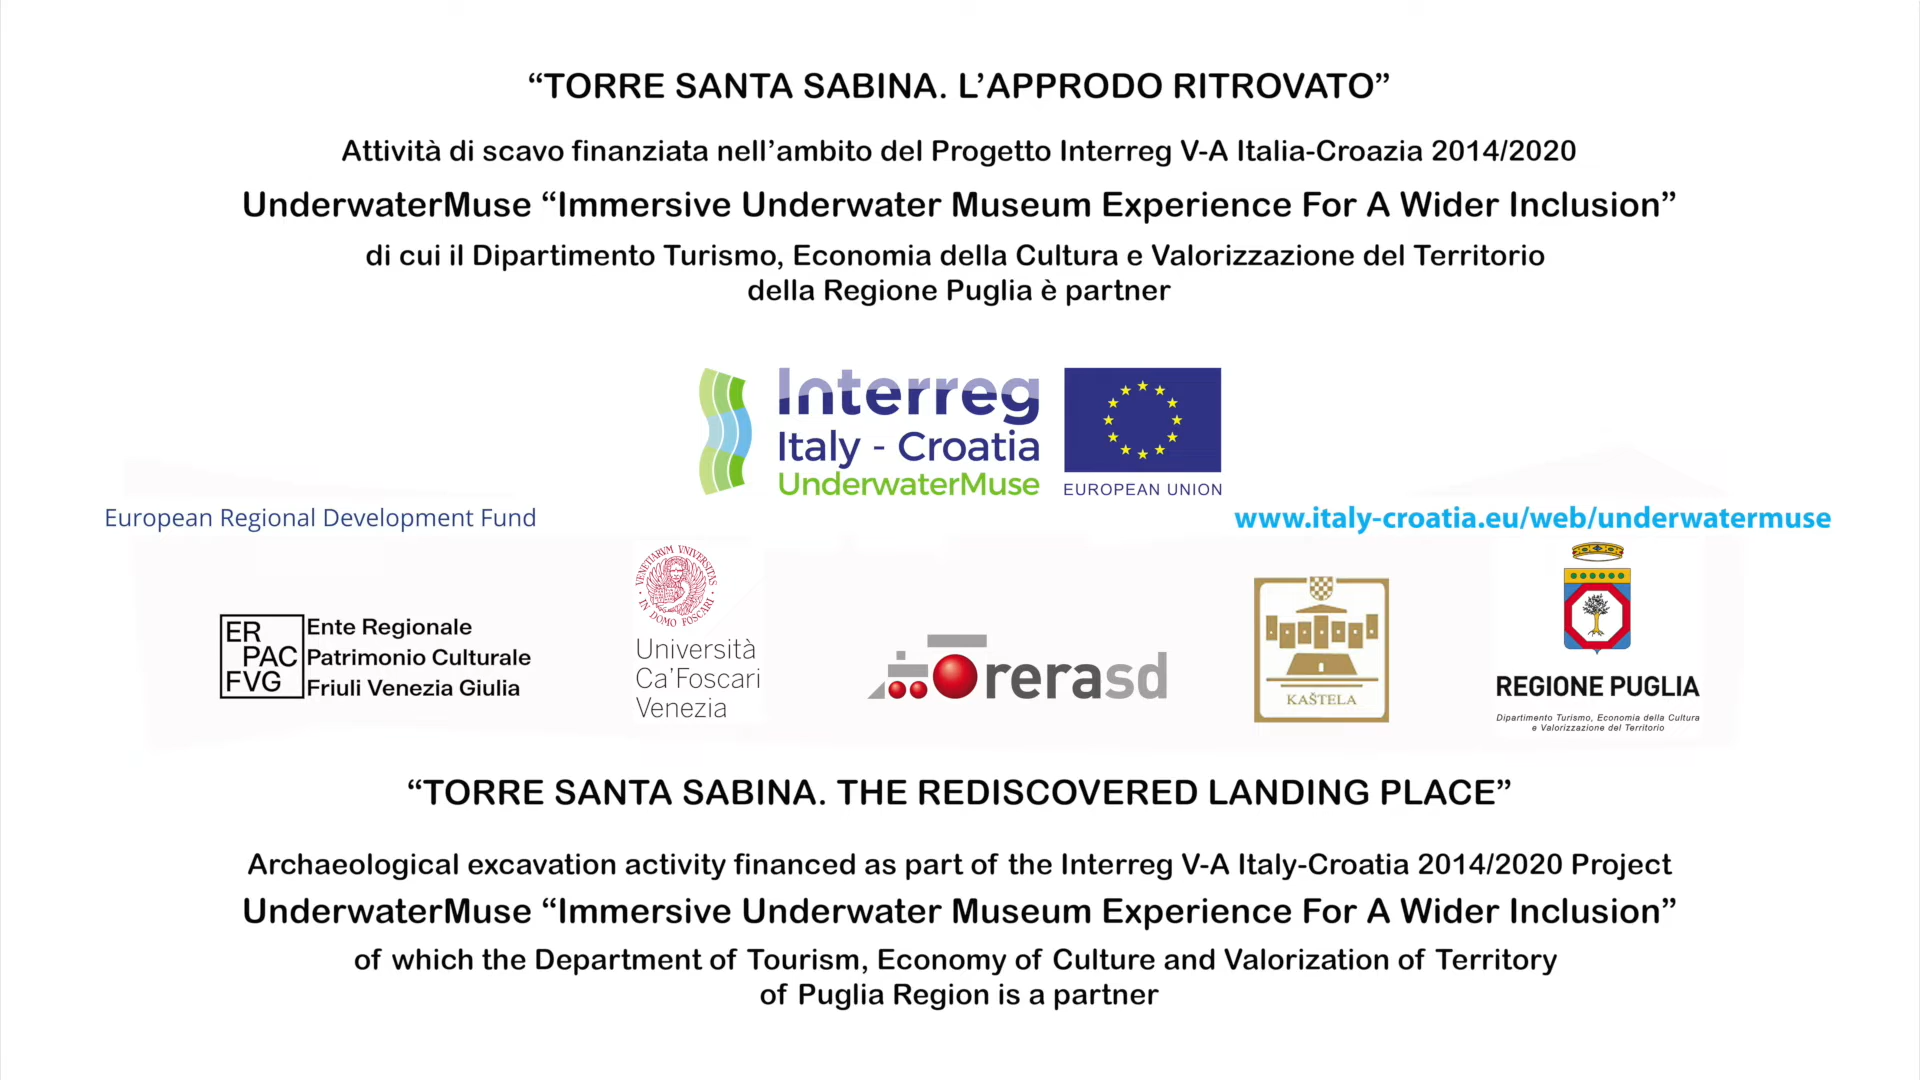 “TORRE SANTA SABINA. L’APPRODO RITROVATO”
Attività di scavo finanziata nell’ambito del Progetto Interreg V-A Italia-Croazia 2014/2020
UnderwaterMuse “Immersive Underwater Museum Experience For A Wider Inclusion”
di cui il Dipartimento Turismo, Economia della Cultura e Valorizzazione del Territorio
della Regione Puglia è partner
Interreg
Italy - Croatia
UnderwaterMuse
EUROPEAN UNION
European Regional Development Fund
www.italy-croatia.eu/web/underwatermuse
ER
PAC
FVG
Ente Regionale
Patrimonio Culturale
Friuli Venezia Giulia
VENETIARVM VNIVERSITAS
IN DOMO FOSCARI
Università
Ca’Foscari
Venezia
rerasd
KAŠTELA
REGIONE PUGLIA
Dipartimento Turismo, Economia della Cultura
e Valorizzazione del Territorio
“TORRE SANTA SABINA. THE REDISCOVERED LANDING PLACE”
Archaeological excavation activity financed as part of the Interreg V-A Italy-Croatia 2014/2020 Project
UnderwaterMuse “Immersive Underwater Museum Experience For A Wider Inclusion”
of which the Department of Tourism, Economy of Culture and Valorization of Territory
of Puglia Region is a partner